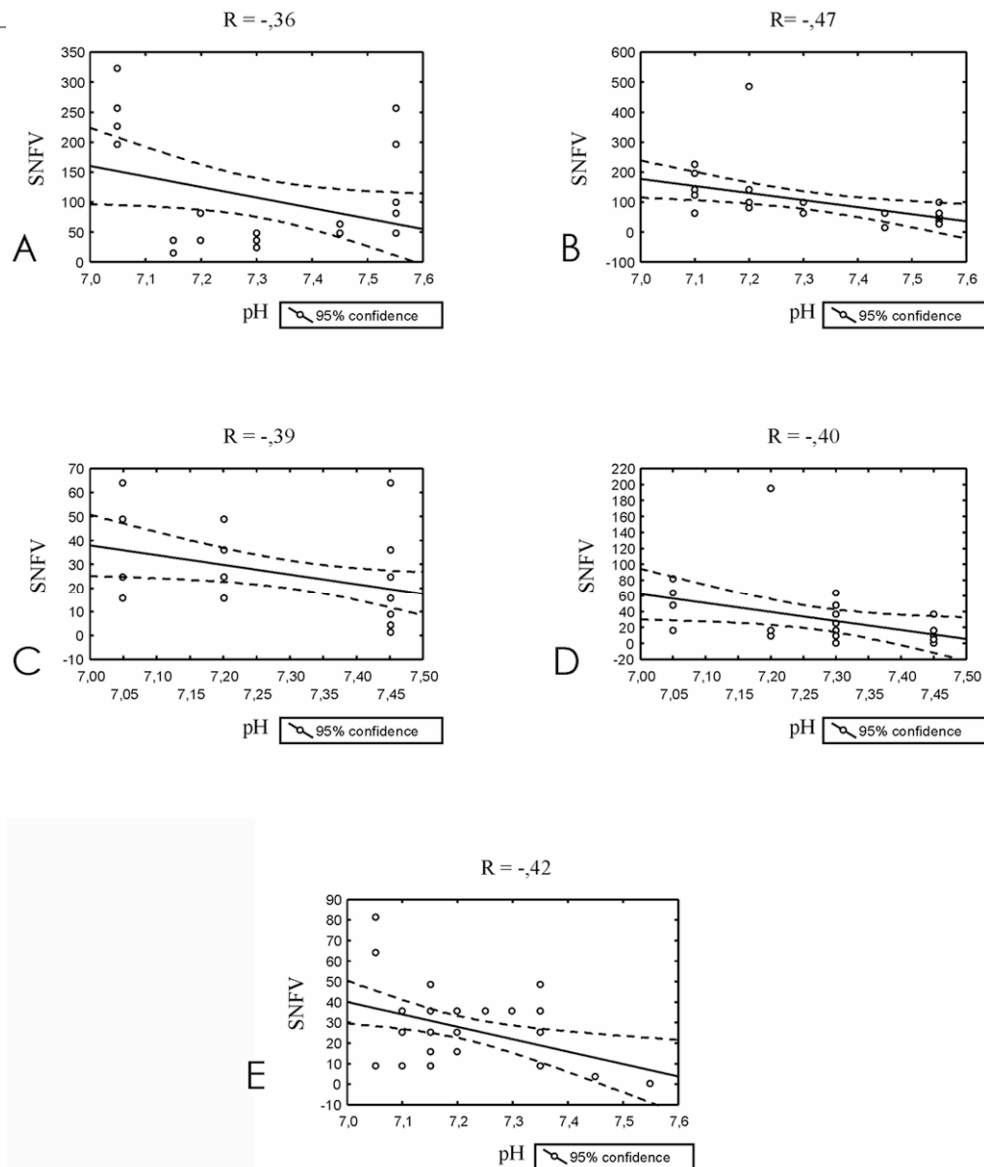 R = -,36
350
300
250
200
150
100
50
0
SNFV
A
7,0 7,1 7,2 7,3 7,4 7,5 7,6
pH
95% confidence
R= -,47
600
500
400
300
200
100
0
-100
SNFV
B
7,0 7,1 7,2 7,3 7,4 7,5 7,6
pH
95% confidence
R = -,39
70
60
50
40
30
20
10
0
-10
SNFV
C
7,00 7,10 7,20 7,30 7,40 7,50
7,05 7,15 7,25 7,35 7,45
pH
95% confidence
R = -,40
220
200
180
160
140
120
100
80
60
40
20
0
-20
SNFV
D
7,00 7,10 7,20 7,30 7,40 7,50
7,05 7,15 7,25 7,35 7,45
pH
95% confidence
R = -,42
90
80
70
60
50
40
30
20
10
0
-10
SNFV
E
7,0 7,1 7,2 7,3 7,4 7,5 7,6
pH
95% confidence